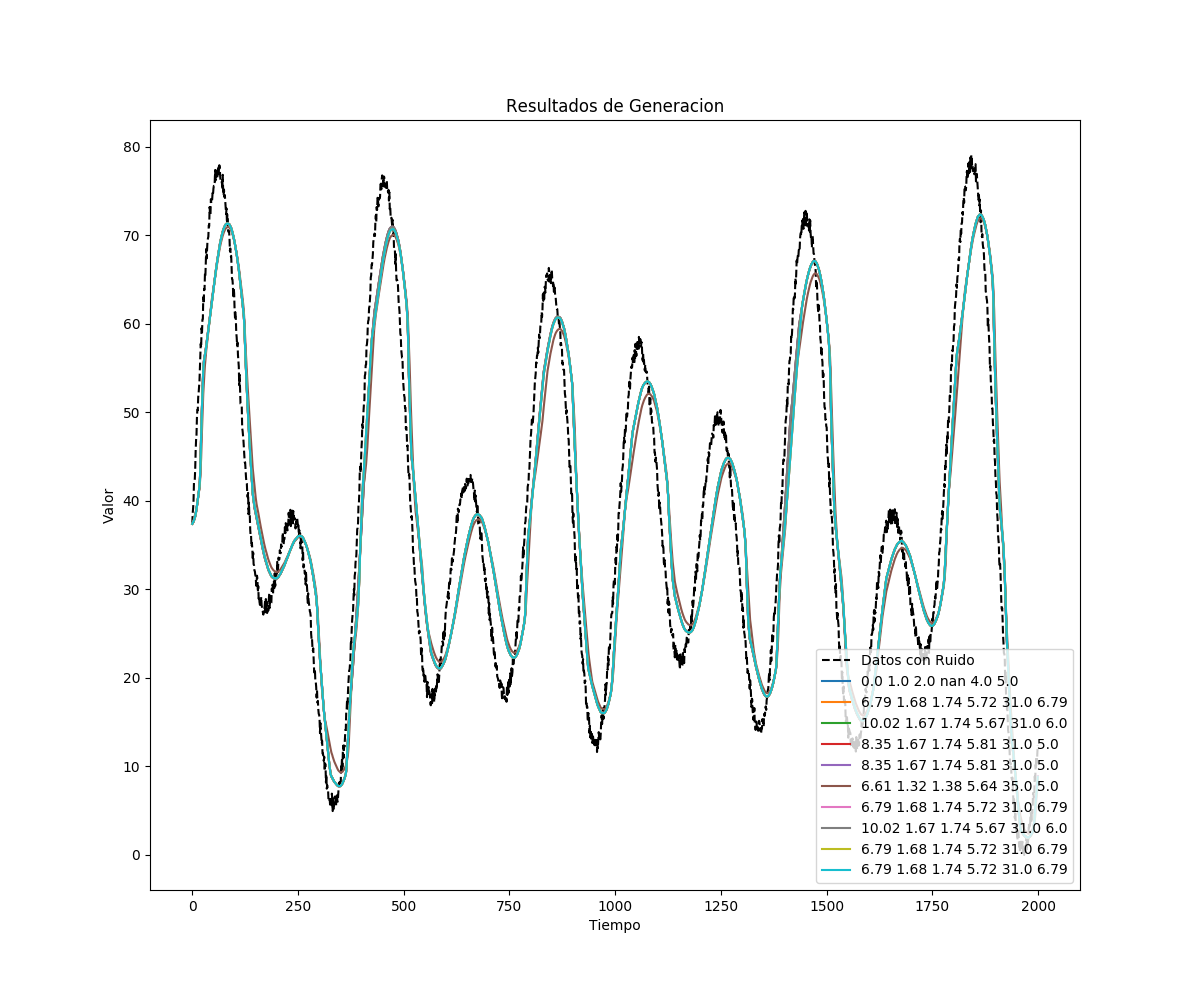 Resultados de Generacion
Valor
80
70
60
50
40
30
20
10
0
Datos con Ruido
0.0 1.0 2.0 nan 4.0 5.0
6.79 1.68 1.74 5.72 31.0 6.79
10.02 1.67 1.74 5.67 31.0 6.0
8.35 1.67 1.74 5.81 31.0 5.0
8.35 1.67 1.74 5.81 31.0 5.0
6.61 1.32 1.38 5.64 35.0 5.0
6.79 1.68 1.74 5.72 31.0 6.79
10.02 1.67 1.74 5.67 31.0 6.0
6.79 1.68 1.74 5.72 31.0 6.79
6.79 1.68 1.74 5.72 31.0 6.79
0 250 500 750 1000 1250 1500 1750 2000
Tiempo